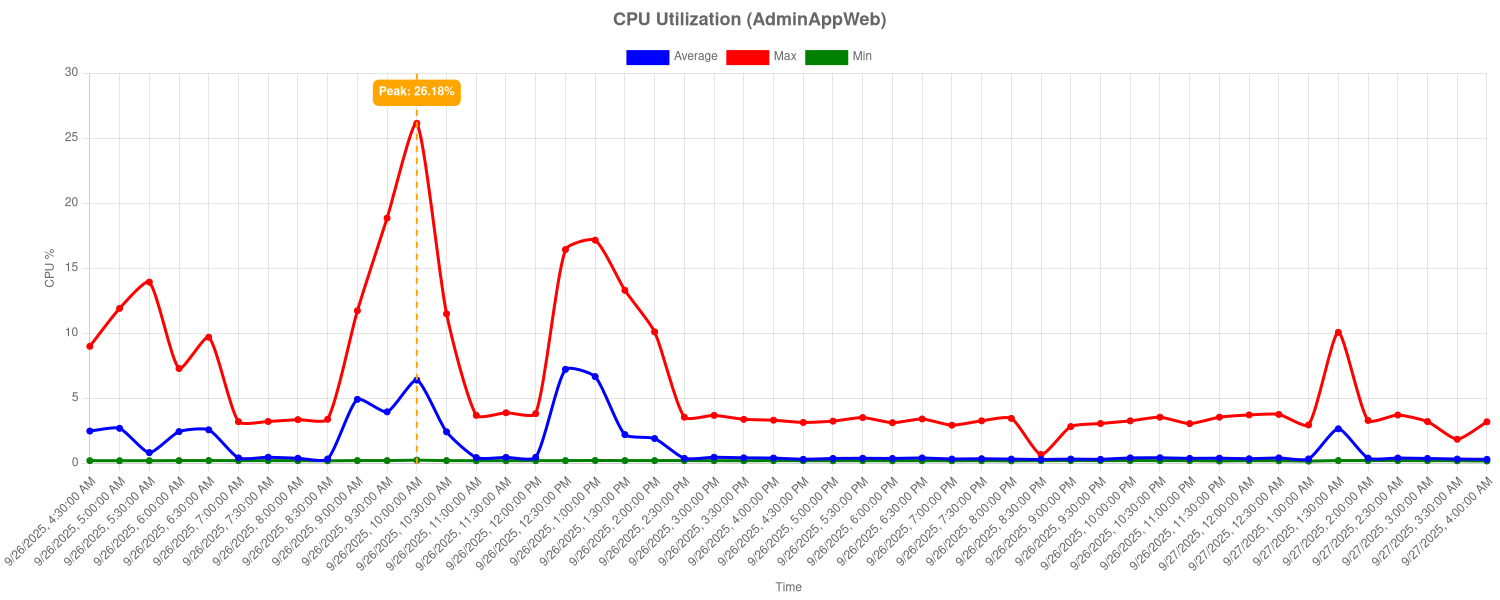 CPU Utilization (AdminAppWeb)
Average
Max
Min
Peak: 26.18%
CPU %
30
25
20
15
10
5
0
9/26/2025, 4:30:00 AM
9/26/2025, 5:00:00 AM
9/26/2025, 5:30:00 AM
9/26/2025, 6:00:00 AM
9/26/2025, 6:30:00 AM
9/26/2025, 7:00:00 AM
9/26/2025, 7:30:00 AM
9/26/2025, 8:00:00 AM
9/26/2025, 8:30:00 AM
9/26/2025, 9:00:00 AM
9/26/2025, 9:30:00 AM
9/26/2025, 10:00:00 AM
9/26/2025, 10:30:00 AM
9/26/2025, 11:00:00 AM
9/26/2025, 11:30:00 AM
9/26/2025, 12:00:00 PM
9/26/2025, 12:30:00 PM
9/26/2025, 1:00:00 PM
9/26/2025, 1:30:00 PM
9/26/2025, 2:00:00 PM
9/26/2025, 2:30:00 PM
9/26/2025, 3:00:00 PM
9/26/2025, 3:30:00 PM
9/26/2025, 4:00:00 PM
9/26/2025, 4:30:00 PM
9/26/2025, 5:00:00 PM
9/26/2025, 5:30:00 PM
9/26/2025, 6:00:00 PM
9/26/2025, 6:30:00 PM
9/26/2025, 7:00:00 PM
9/26/2025, 7:30:00 PM
9/26/2025, 8:00:00 PM
9/26/2025, 8:30:00 PM
9/26/2025, 9:00:00 PM
9/26/2025, 9:30:00 PM
9/26/2025, 10:00:00 PM
9/26/2025, 10:30:00 PM
9/26/2025, 11:00:00 PM
9/26/2025, 11:30:00 PM
9/27/2025, 12:00:00 AM
9/27/2025, 12:30:00 AM
9/27/2025, 1:00:00 AM
9/27/2025, 1:30:00 AM
9/27/2025, 2:00:00 AM
9/27/2025, 2:30:00 AM
9/27/2025, 3:00:00 AM
9/27/2025, 3:30:00 AM
9/27/2025, 4:00:00 AM
Time